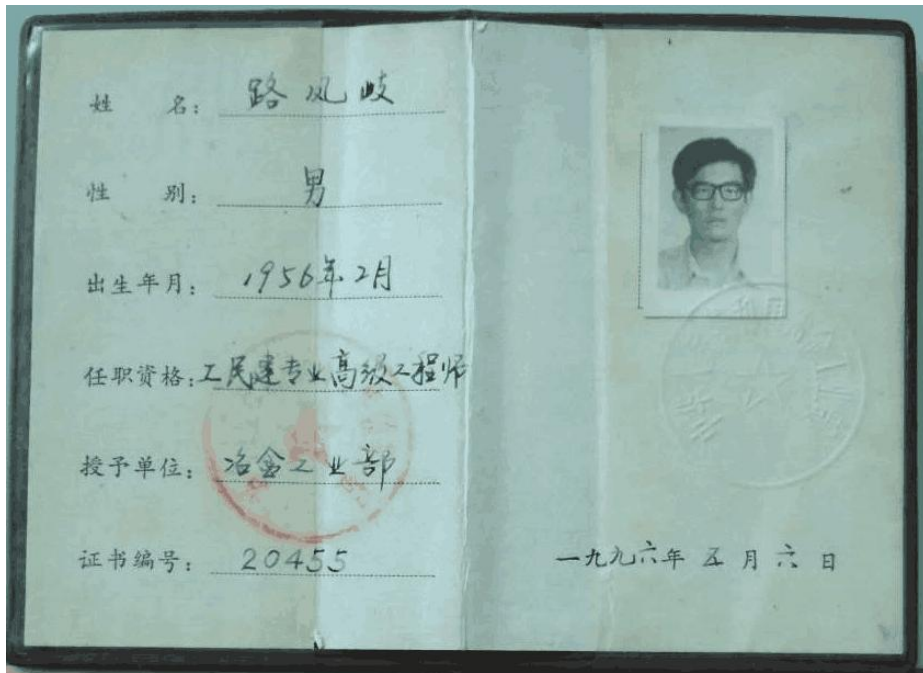 姓 名：路风岐
性 别：男
出生年月：1956年2月
任职资格：工民建专业高级工程师
授予单位：冶金工业部
证书编号：20455
一九九六年 五 月 六 日